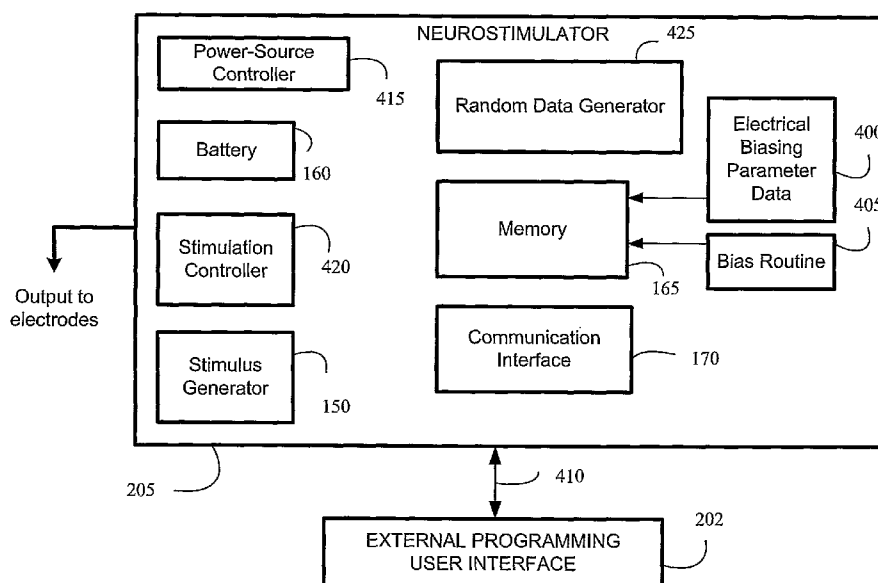 NEUROSTIMULATOR
Power-Source
Controller
415
425
Random Data Generator
Battery
160
Electrical
Biasing
Parameter
Data
400
405
Memory
165
Bias Routine
Stimulation
Controller
420
Output to
electrodes
Communication
Interface
170
Stimulus
Generator
150
205
410
EXTERNAL PROGRAMMING
USER INTERFACE
202